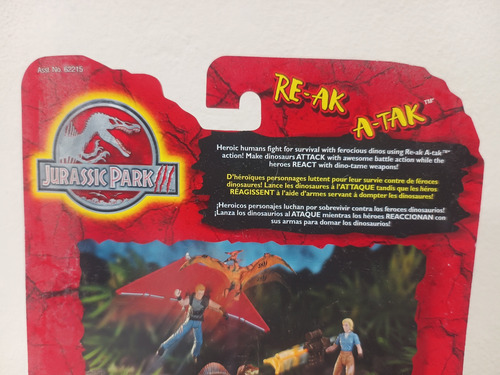 Asst No. 62215
JURASSIC PARK III
RE-AK
A-TAK™
Heroic humans fight for survival with ferocious dinos using Re-ak A-tak™
action! Make dinosaurs ATTACK with awesome battle action while the
heroes REACT with dino-tame weapons!
D'héroïques personnages luttent pour leur survie contre de féroces
dinosaures! Lance les dinosaures à l'ATTAQUE tandis que les héros
RÉAGISSENT à l'aide d'armes servant à dompter les dinosaures!
¡Heroicos personajes luchan por sobrevivir contra los feroces dinosaurios!
¡Lanza los dinosaurios al ATAQUE mientras los héroes REACCIONAN con
sus armas para domar los dinosaurios!